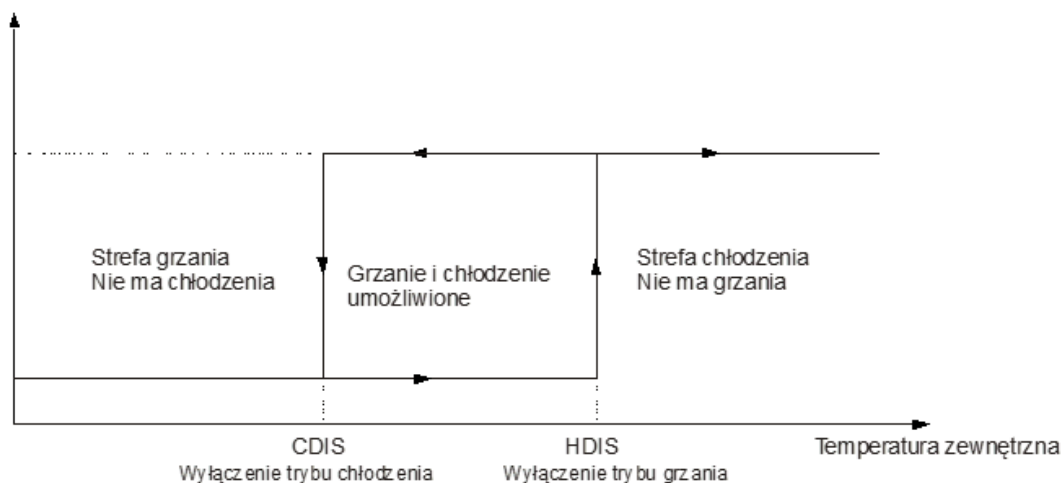 Strefa grzania
Nie ma chłodzenia
Grzanie i chłodzenie
umożliwione
Strefa chłodzenia
Nie ma grzania
CDIS
Wyłączenie trybu chłodzenia
HDIS
Wyłączenie trybu grzania
Temperatura zewnętrzna